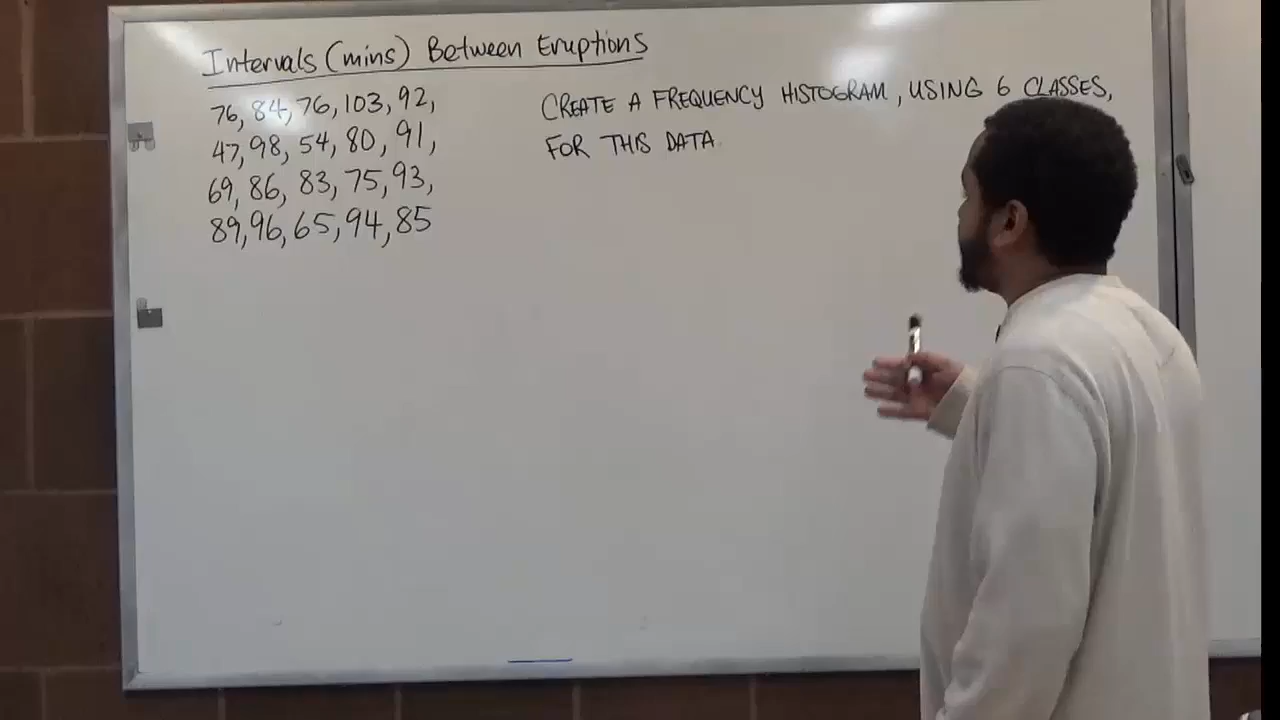 Intervals (mins) Between Eruptions
76, 84, 76, 103, 92,
47, 98, 54, 80, 91,
69, 86, 83, 75, 93,
89, 96, 65, 94, 85
CREATE A FREQUENCY HISTOGRAM, USING 6 CLASSES,
FOR THIS DATA.